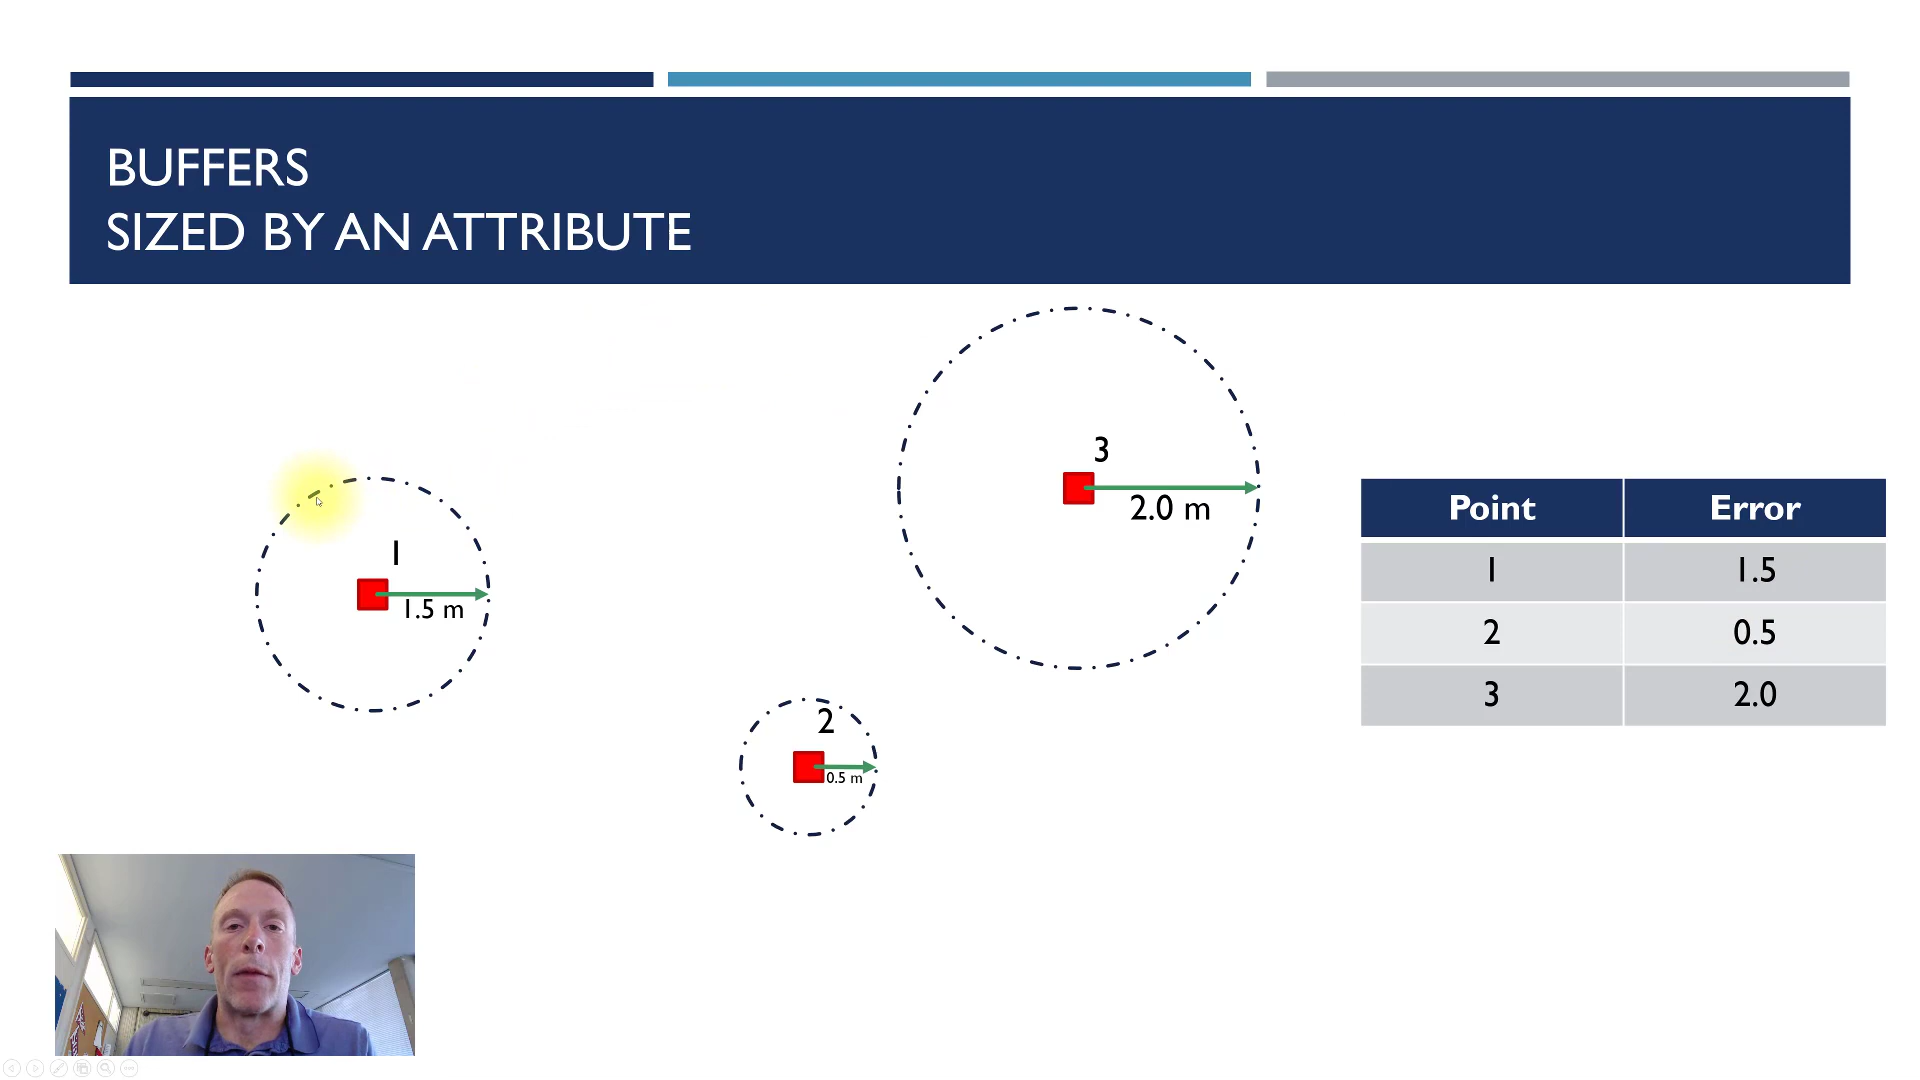 BUFFERS
SIZED BY AN ATTRIBUTE
3
2.0 m
1
1.5 m
2
0.5 m
Point Error
1 1.5
2 0.5
3 2.0